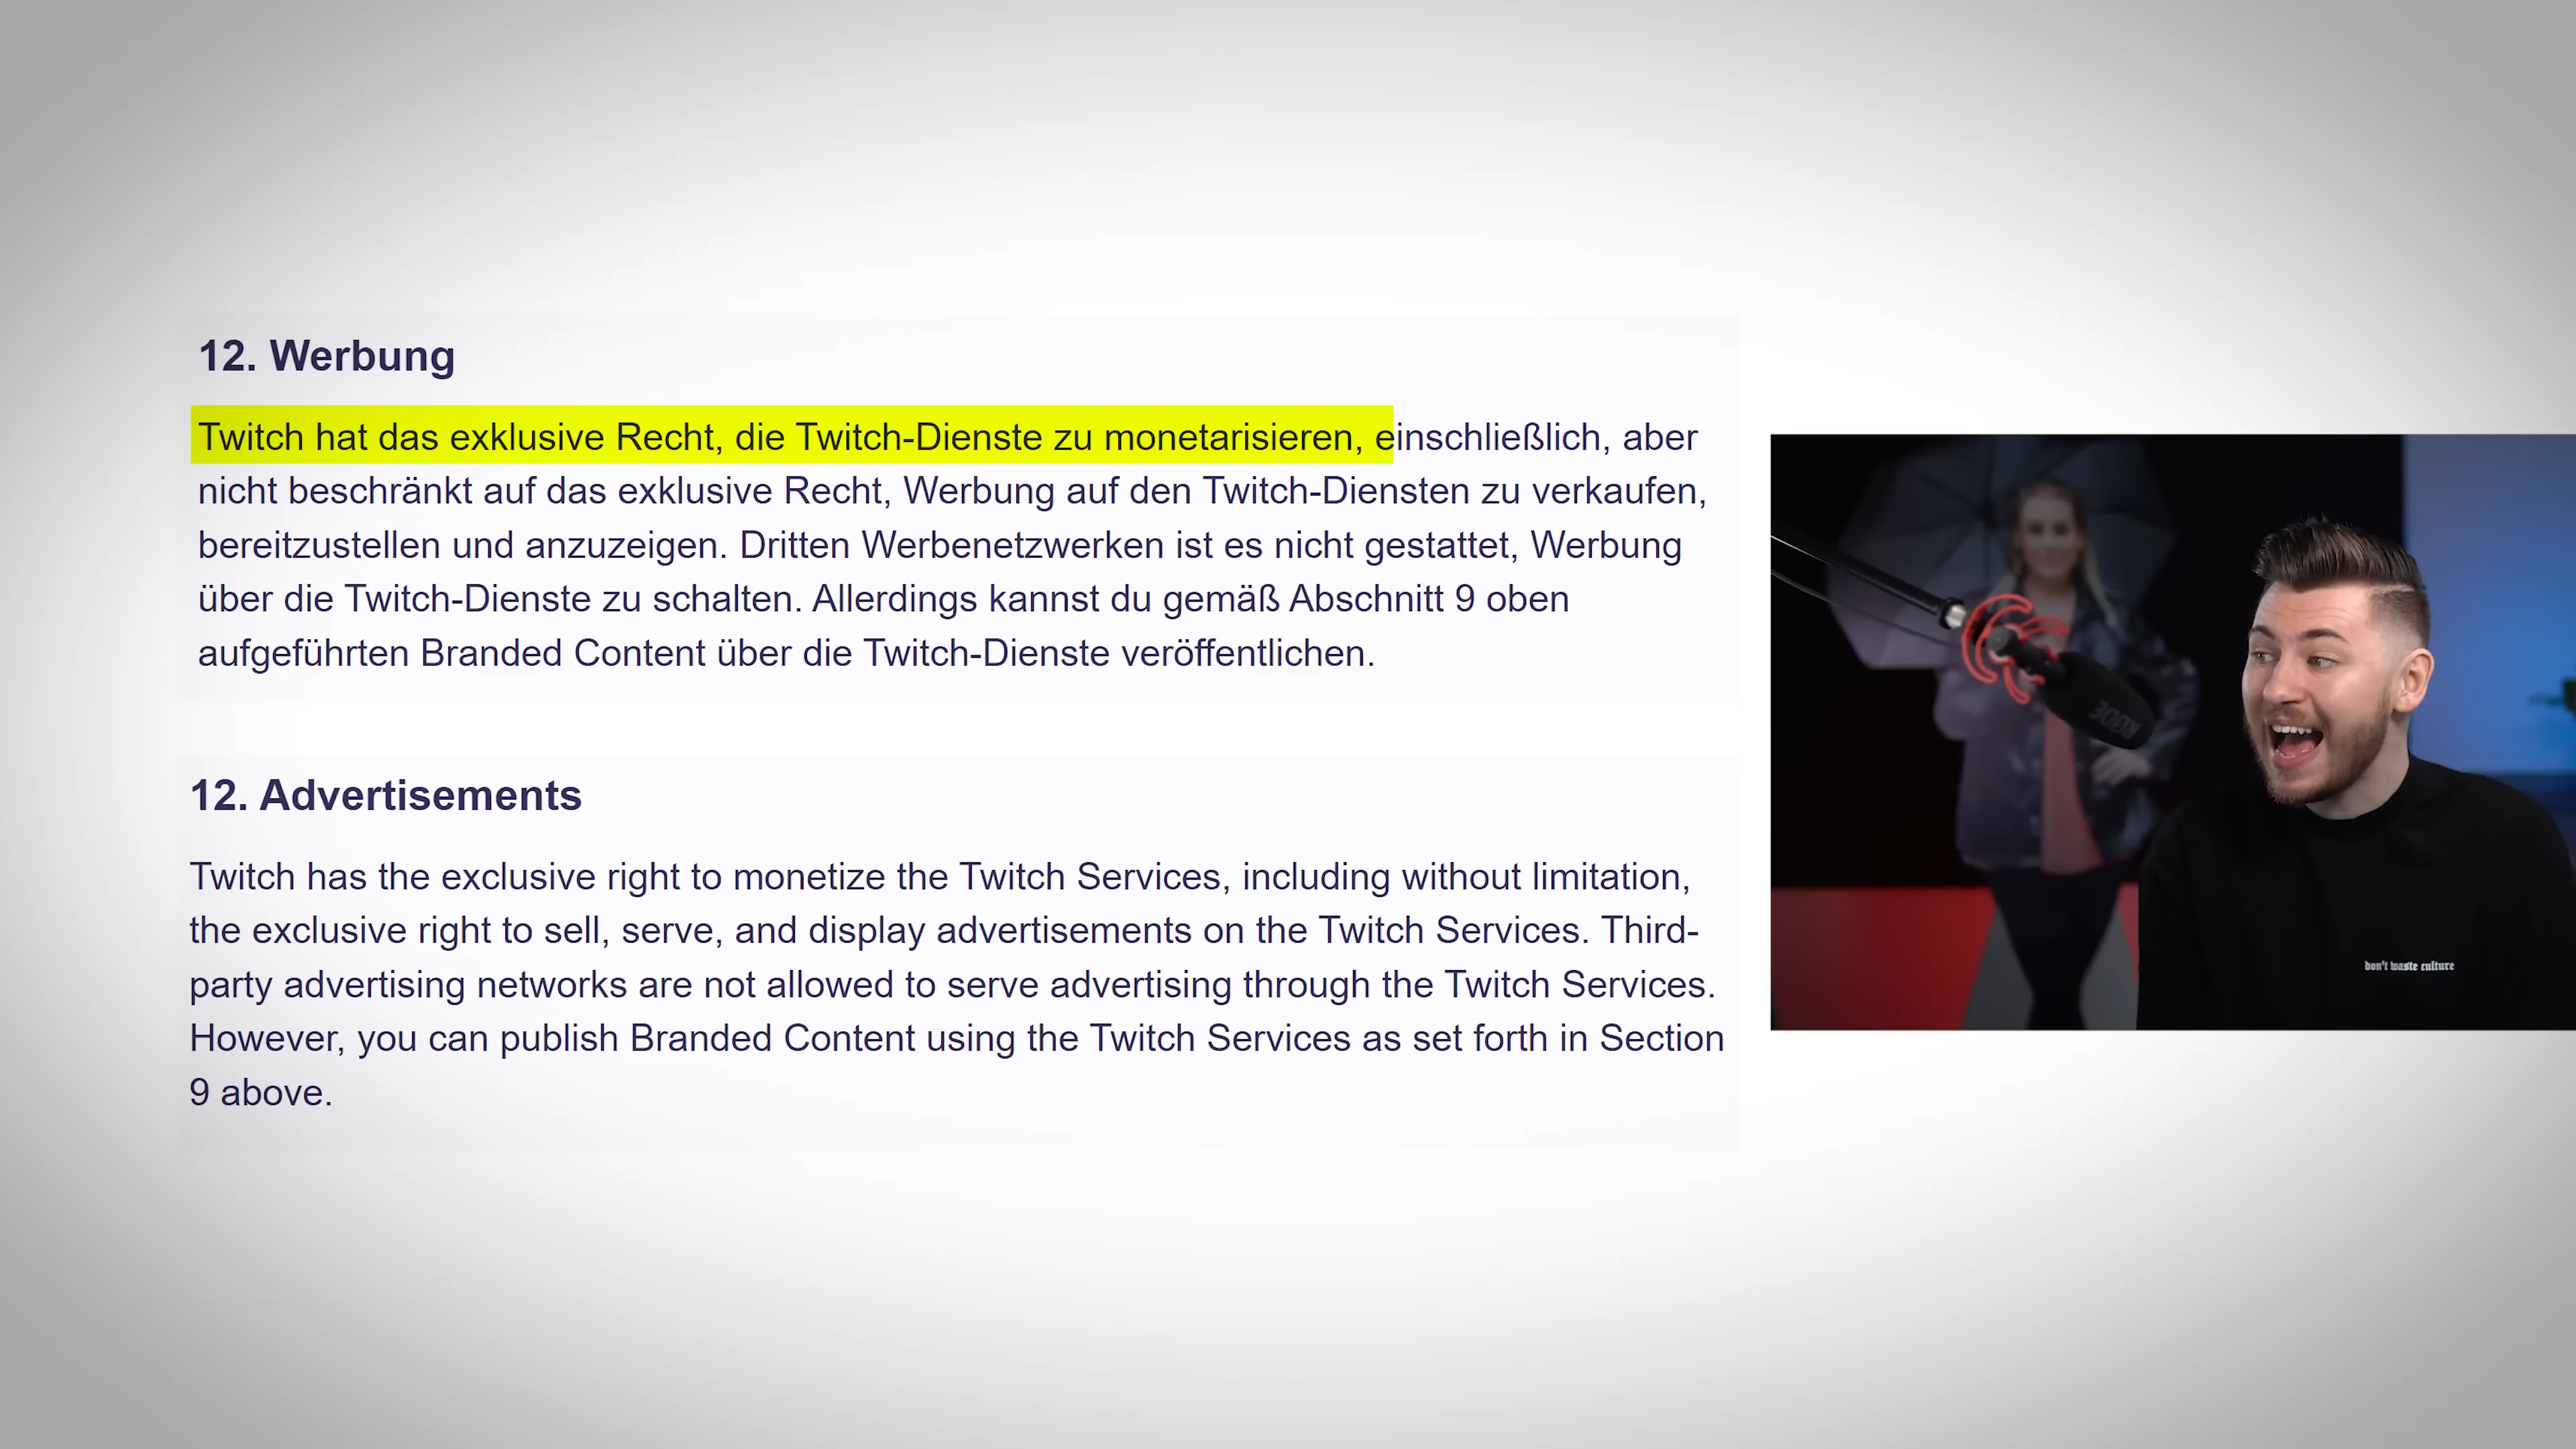 12. Werbung
Twitch hat das exklusive Recht, die Twitch-Dienste zu monetarisieren, einschließlich, aber
nicht beschränkt auf das exklusive Recht, Werbung auf den Twitch-Diensten zu verkaufen,
bereitzustellen und anzuzeigen. Dritten Werbenetzwerken ist es nicht gestattet, Werbung
über die Twitch-Dienste zu schalten. Allerdings kannst du gemäß Abschnitt 9 oben
aufgeführten Branded Content über die Twitch-Dienste veröffentlichen.
12. Advertisements
Twitch has the exclusive right to monetize the Twitch Services, including without limitation,
the exclusive right to sell, serve, and display advertisements on the Twitch Services. Third-
party advertising networks are not allowed to serve advertising through the Twitch Services.
However, you can publish Branded Content using the Twitch Services as set forth in Section
9 above.
RODE
don't waste culture